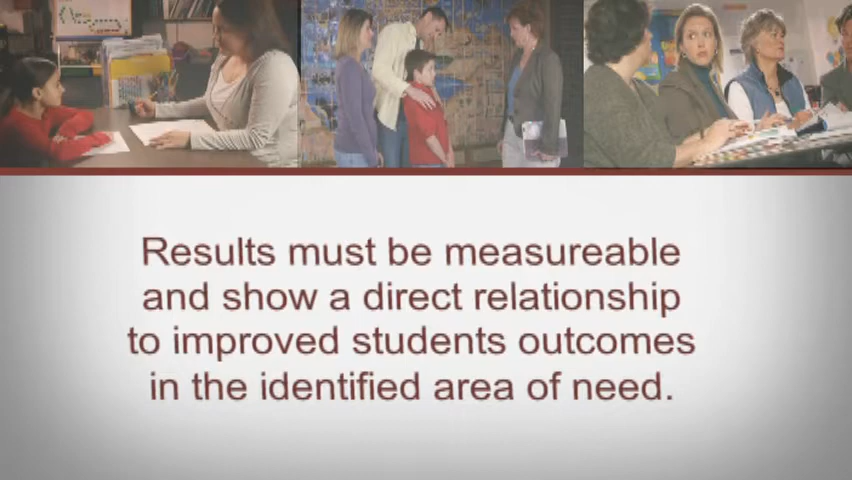 Results must be measureable
and show a direct relationship
to improved students outcomes
in the identified area of need.